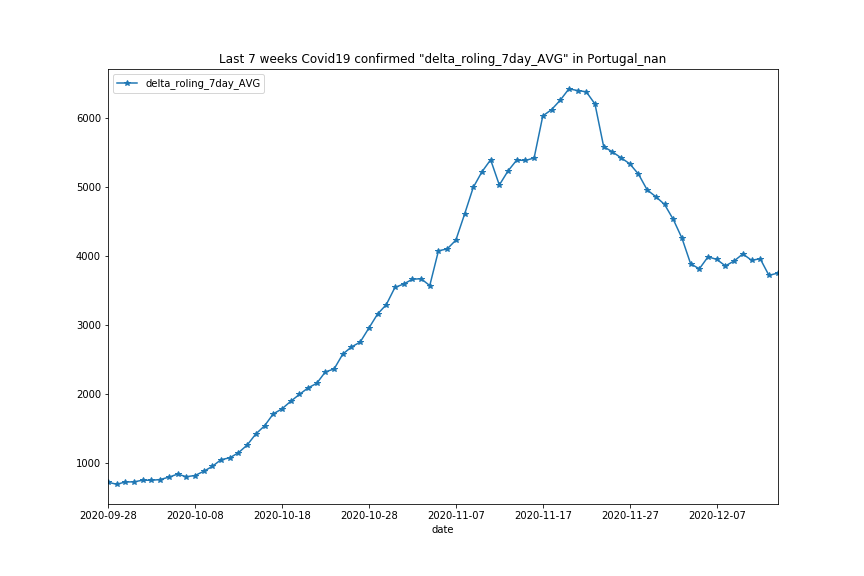 Last 7 weeks Covid19 confirmed "delta_roling_7day_AVG" in Portugal_nan
delta_roling_7day_AVG
6000
5000
4000
3000
2000
1000
2020-09-28 2020-10-08 2020-10-18 2020-10-28 2020-11-07 2020-11-17 2020-11-27 2020-12-07
date